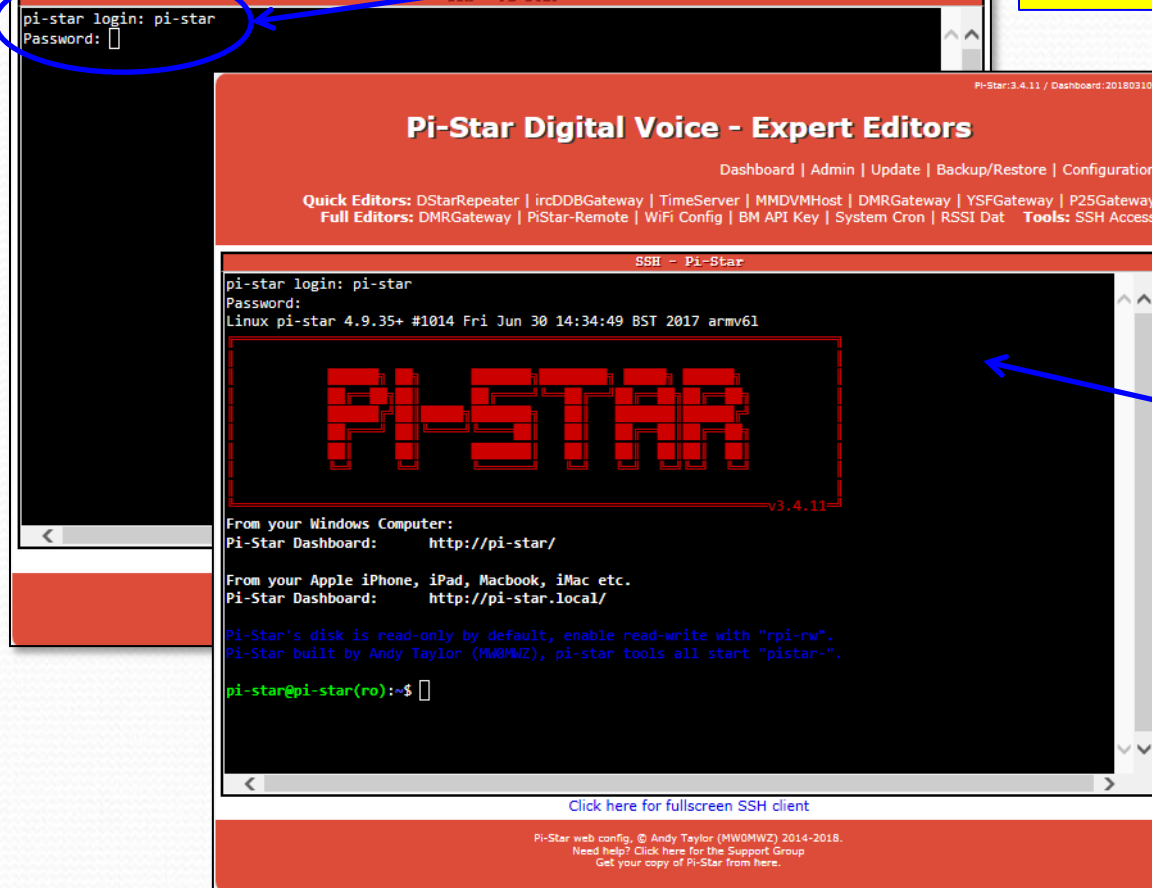 pi-star login: pi-star
Password:
Pi-Star:3.4.11 / Dashboard:20180310
Pi-Star Digital Voice - Expert Editors
Dashboard | Admin | Update | Backup/Restore | Configuration
Quick Editors: DStarRepeater | ircDDBGateway | TimeServer | MMDVMHost | DMRGateway | YSFGateway | P25Gateway
Full Editors: DMRGateway | PiStar-Remote | WiFi Config | BM API Key | System Cron | RSSI Dat Tools: SSH Access
SSH - Pi-Star
pi-star login: pi-star
Password:
Linux pi-star 4.9.35+ #1014 Fri Jun 30 14:34:49 BST 2017 armv6l
PI-STAR
v3.4.11
From your Windows Computer:
Pi-Star Dashboard: http://pi-star/
From your Apple iPhone, iPad, Macbook, iMac etc.
Pi-Star Dashboard: http://pi-star.local/
Pi-Star's disk is read-only by default, enable read-write with "rpi-rw".
Pi-Star built by Andy Taylor (MW0MWZ), pi-star tools all start "pistar-".
pi-star@pi-star(ro):~$
Click here for fullscreen SSH client
Pi-Star web config, © Andy Taylor (MW0MWZ) 2014-2018.
Need help? Click here for the Support Group
Get your copy of Pi-Star from here.